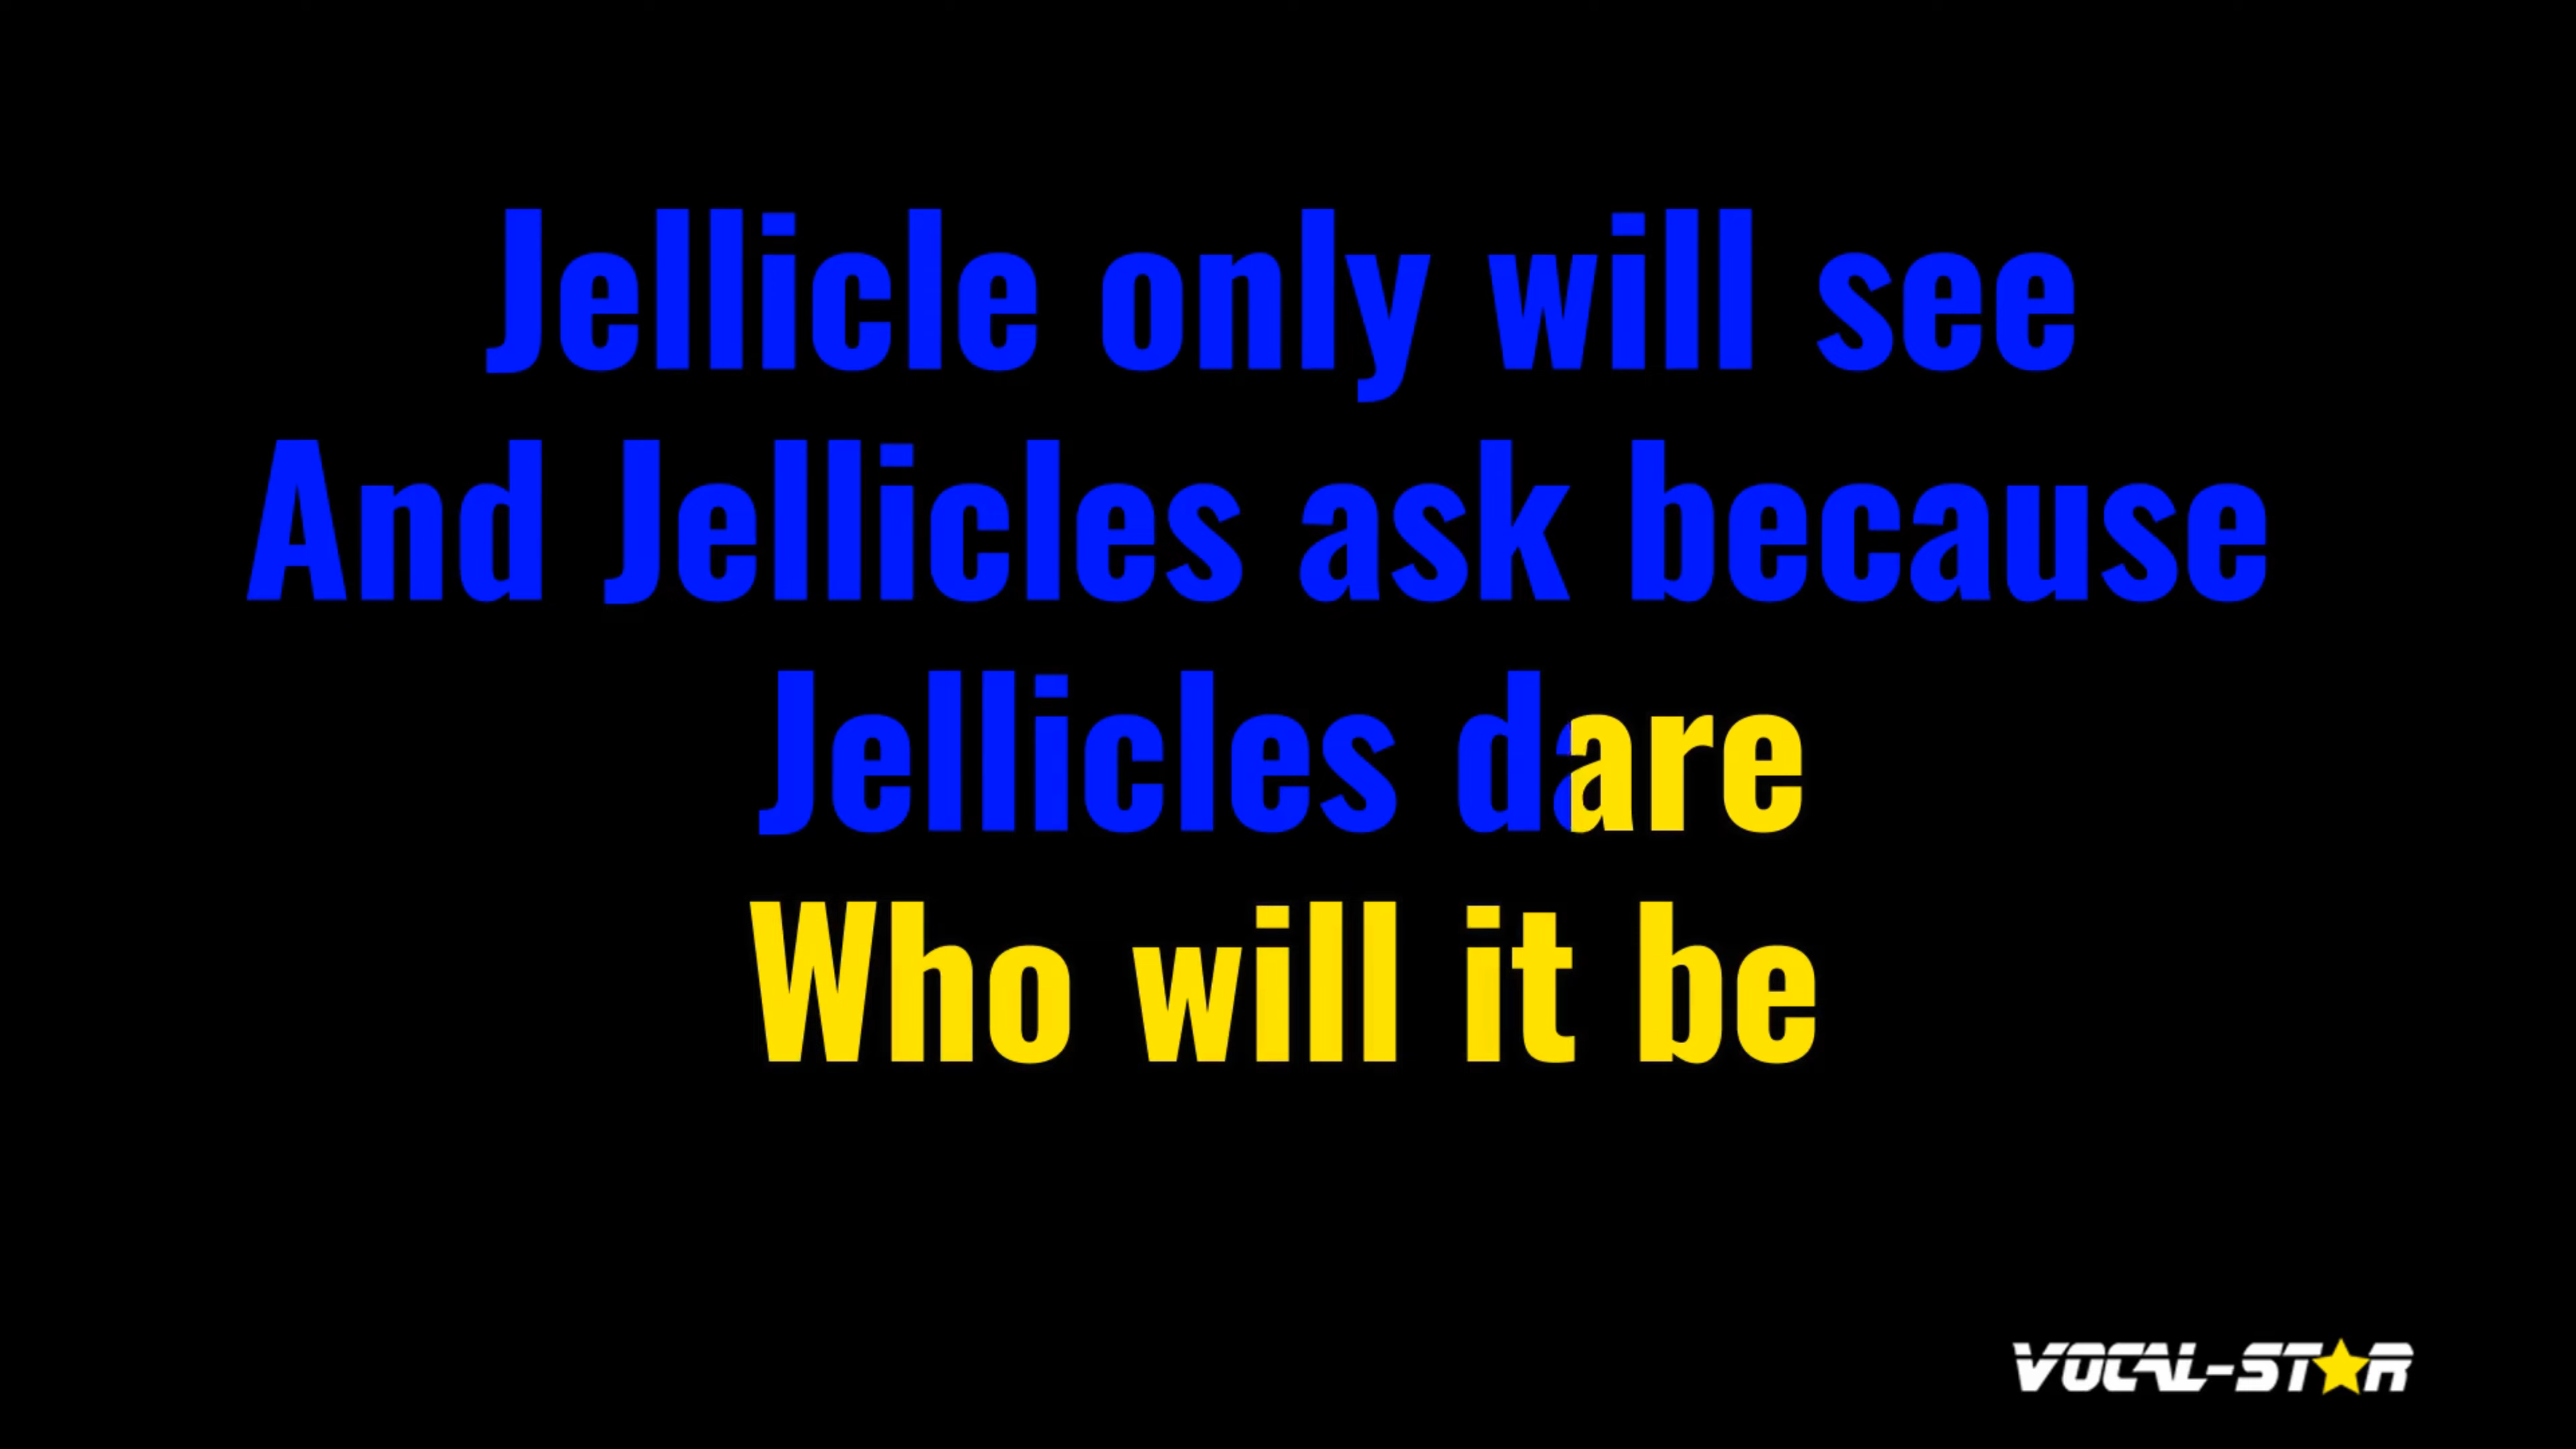 Jellicle only will see
And Jellicles ask because
Jellicles dare
Who will it be
VOCAL-STAR